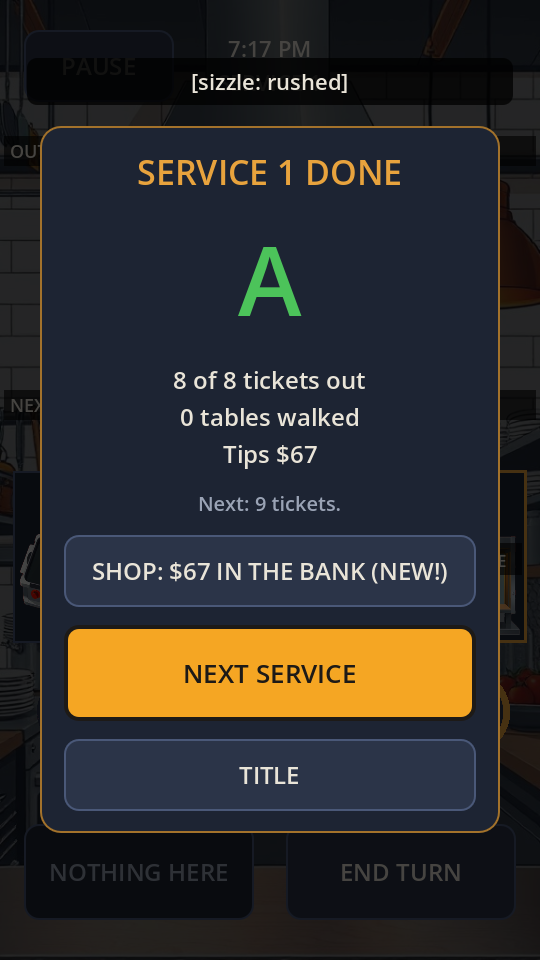 PAUSE
7:17 PM
[sizzle: rushed]
SERVICE 1 DONE
A
8 of 8 tickets out
0 tables walked
Tips $67
Next: 9 tickets.
SHOP: $67 IN THE BANK (NEW!)
NEXT SERVICE
TITLE
NOTHING HERE
END TURN